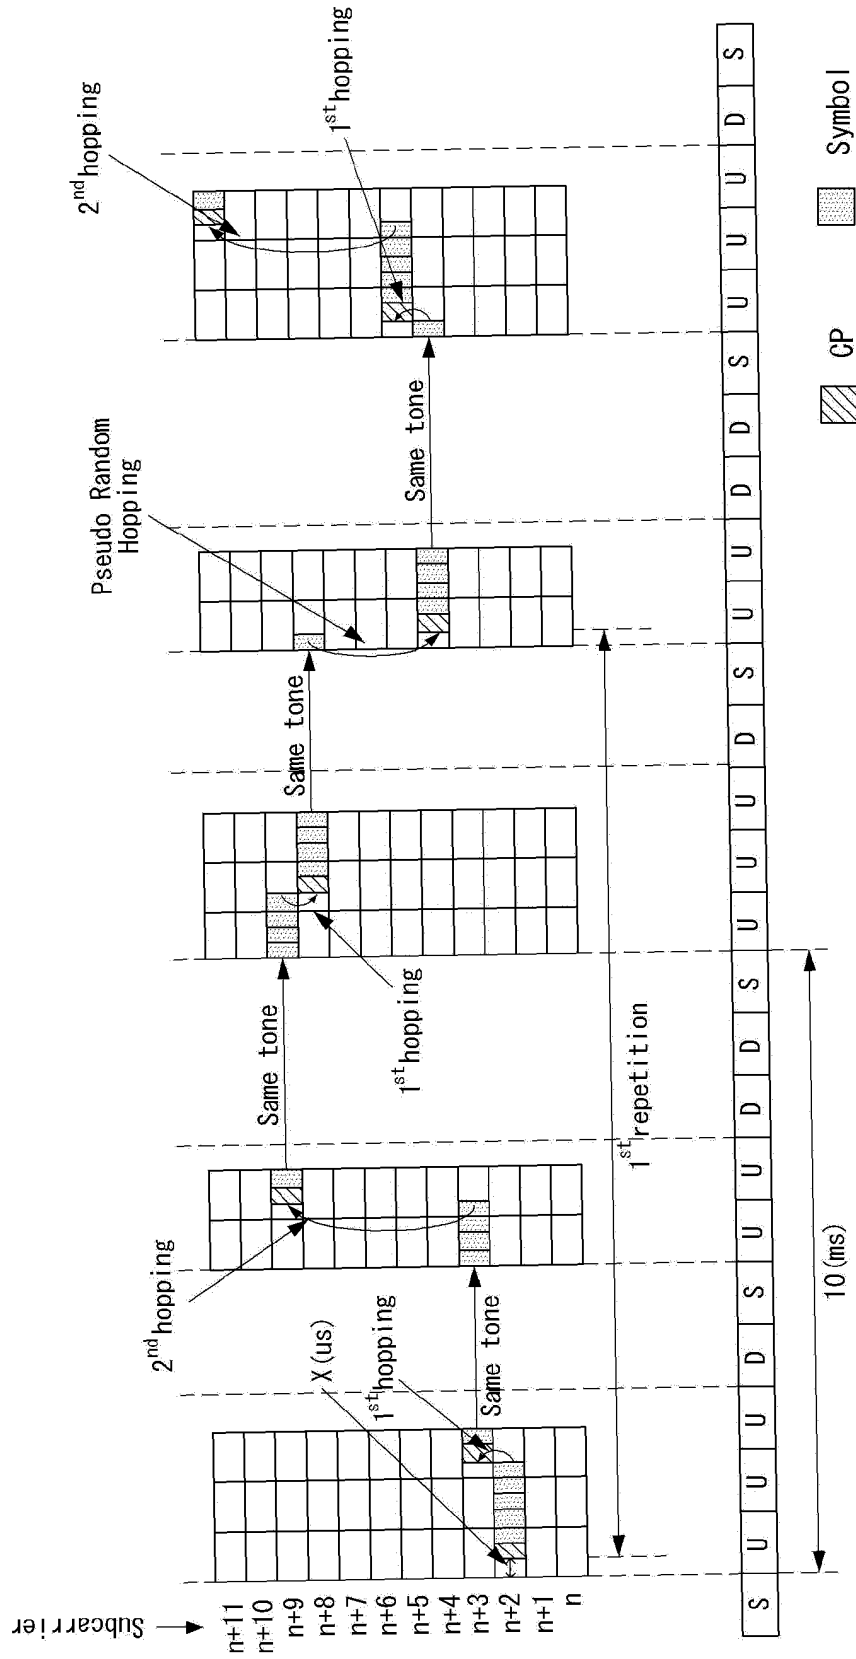 Subcarrier
n+11
n+10
n+9
n+8
n+7
n+6
n+5
n+4
n+3
n+2
n+1
n
X(us)
1st hopping
Same tone
2nd hopping
Same tone
1st hopping
Same tone
Pseudo Random
Hopping
Same tone
2nd hopping
1st hopping
1st repetition
S U U U D S U U D D S U U U D S U U D D S U U U D S
10(ms)
CP
Symbol